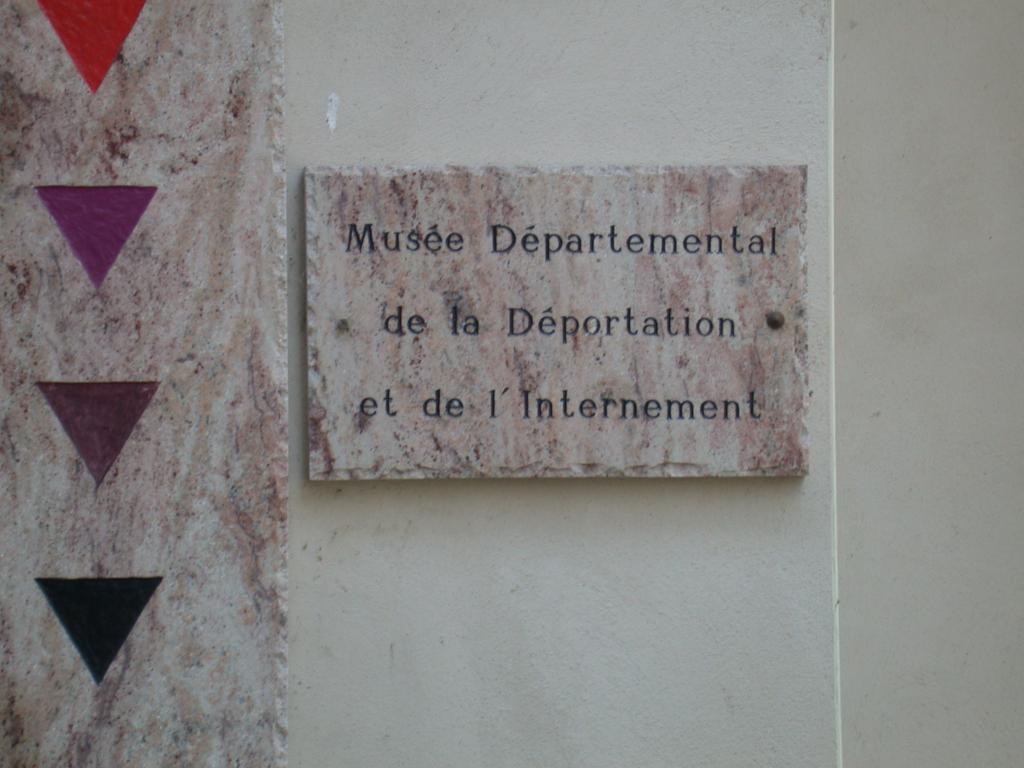 Musée Départemental
de la Déportation
et de l'Internement